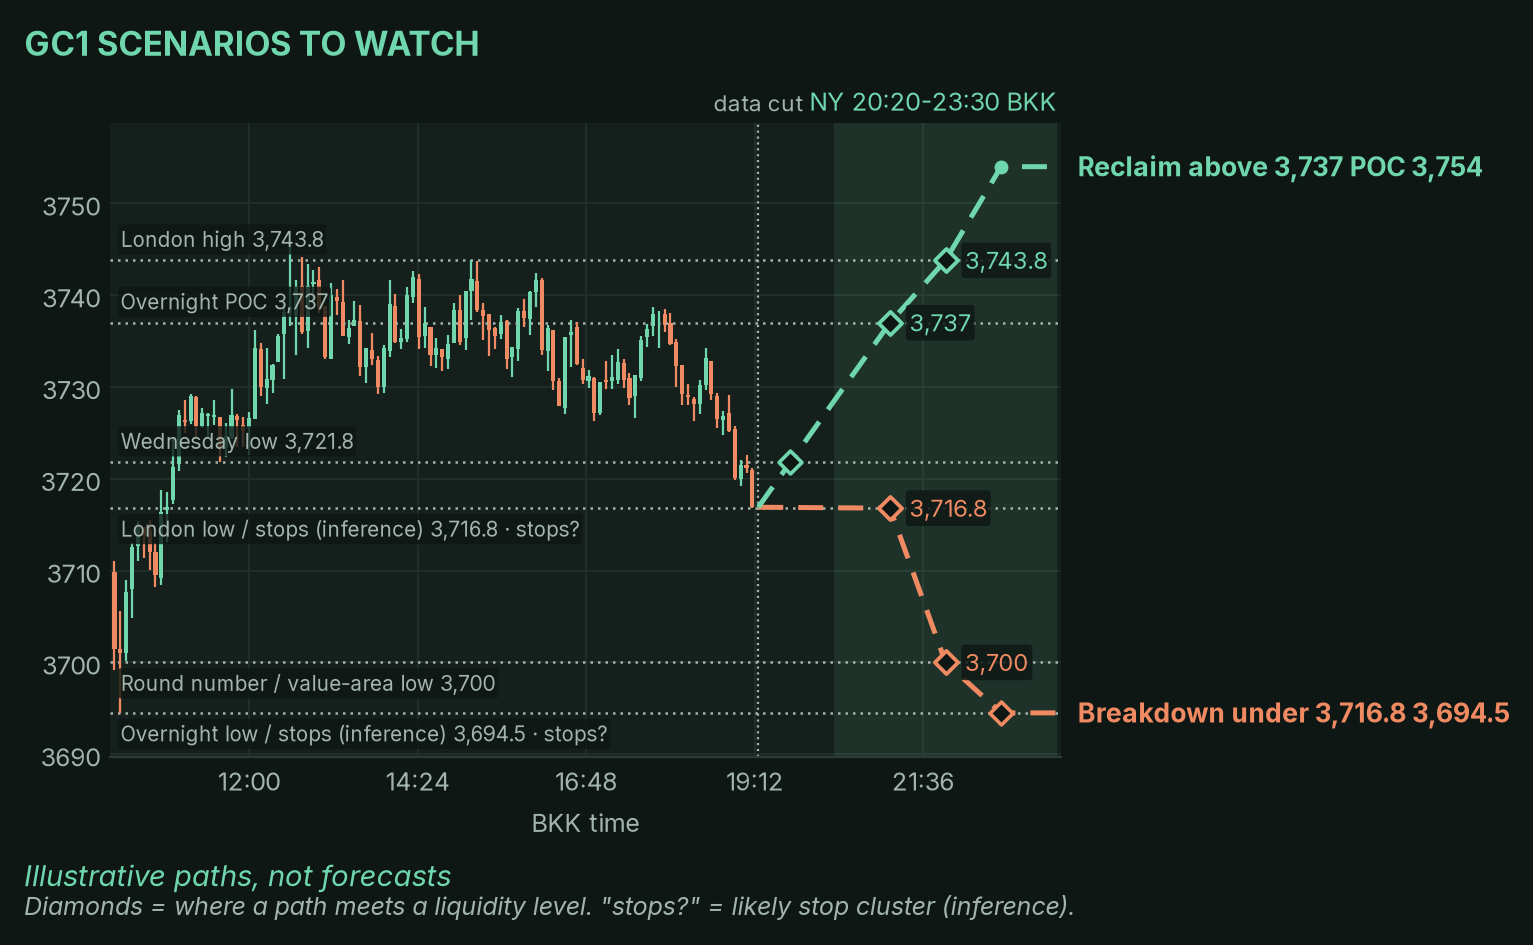 GC1 SCENARIOS TO WATCH
data cut NY 20:20-23:30 BKK
Reclaim above 3,737 POC 3,754
3750
London high 3,743.8
3,743.8
3740
Overnight POC 3,737
3,737
3730
Wednesday low 3,721.8
3720
3,716.8
London low / stops (inference) 3,716.8 · stops?
3710
3700
3,700
Round number / value-area low 3,700
Breakdown under 3,716.8 3,694.5
Overnight low / stops (inference) 3,694.5 · stops?
3690
12:00 14:24 16:48 19:12 21:36
BKK time
Illustrative paths, not forecasts
Diamonds = where a path meets a liquidity level. "stops?" = likely stop cluster (inference).